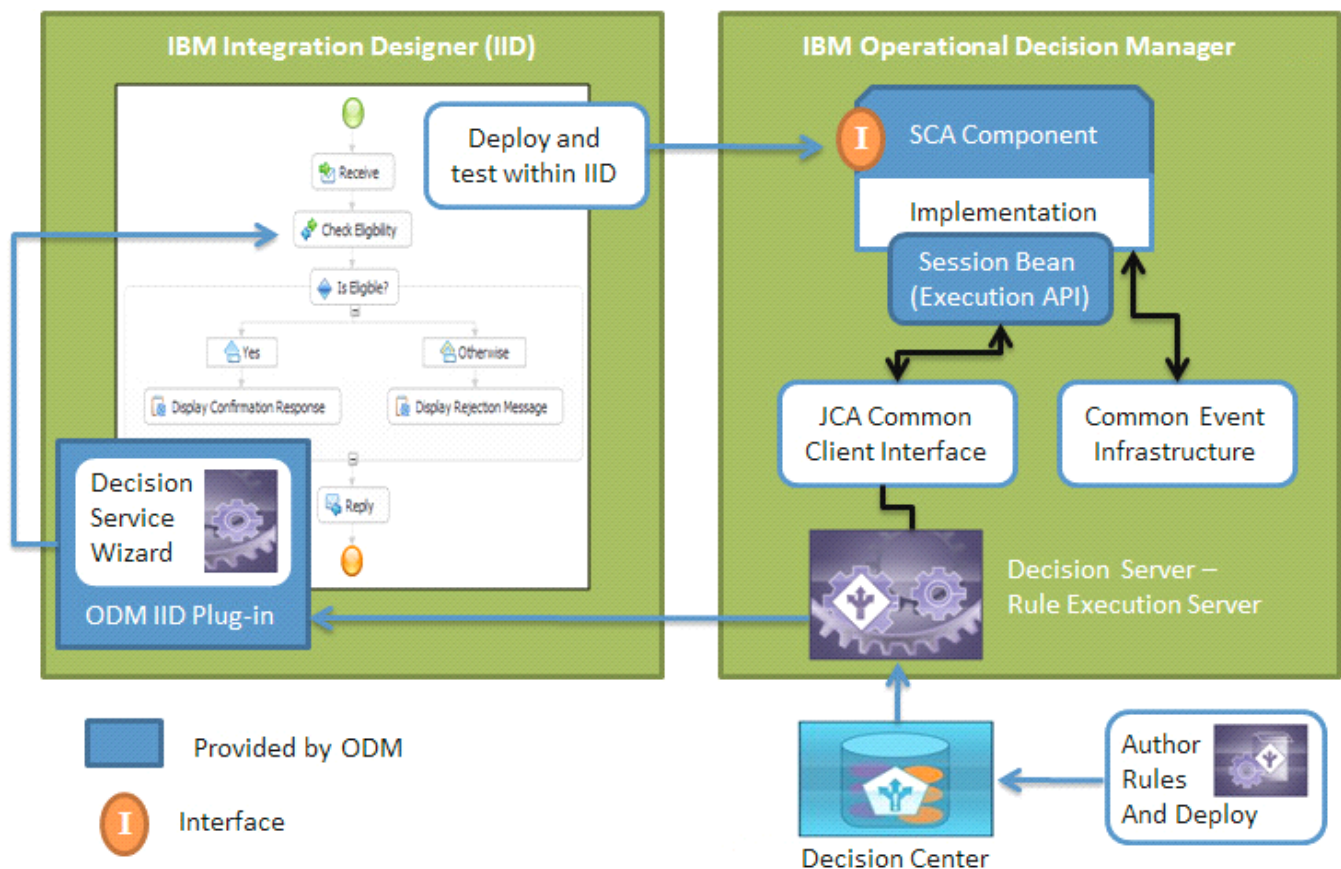 IBM Integration Designer (IID)
Receive
Check Eligibility
Is Eligible?
Yes
Otherwise
Display Confirmation Response
Display Rejection Message
Reply
Deploy and
test within IID
Decision
Service
Wizard
ODM IID Plug-in
IBM Operational Decision Manager
I
SCA Component
Implementation
Session Bean
(Execution API)
JCA Common
Client Interface
Common Event
Infrastructure
Decision Server –
Rule Execution Server
Provided by ODM
I
Interface
Decision Center
Author
Rules
And Deploy